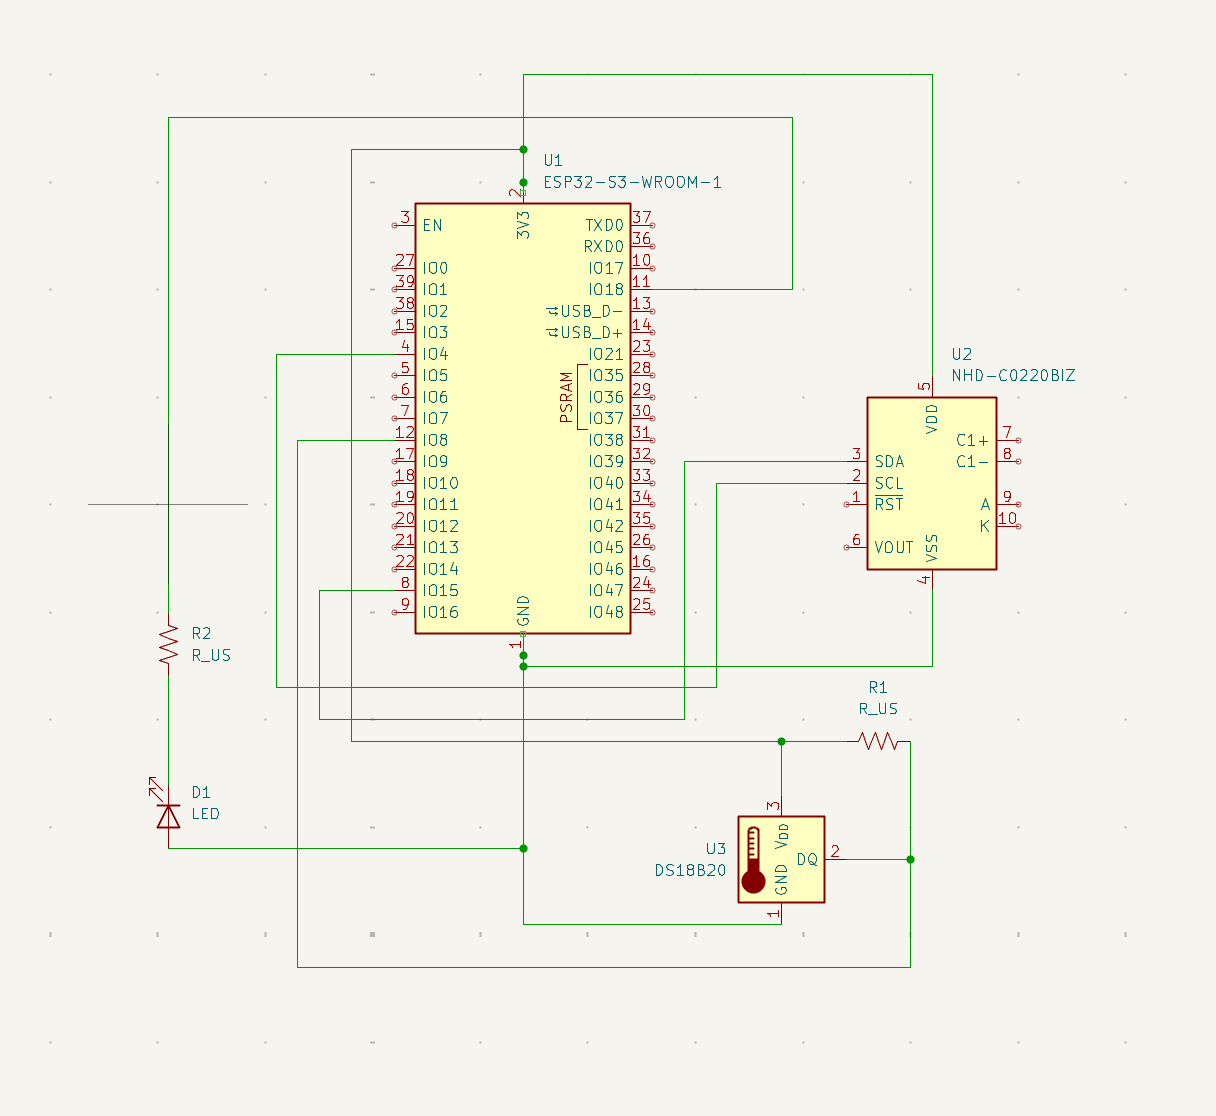 U1
ESP32-S3-WROOM-1
2
3V3
3 EN
27 IO0
39 IO1
38 IO2
15 IO3
4 IO4
5 IO5
6 IO6
7 IO7
12 IO8
17 IO9
18 IO10
19 IO11
20 IO12
21 IO13
22 IO14
8 IO15
9 IO16
TXD0 37
RXD0 36
IO17 10
IO18 11
USB_D- 13
USB_D+ 14
IO21 23
IO35 28
IO36 29
IO37 30
IO38 31
IO39 32
IO40 33
IO41 34
IO42 35
IO45 26
IO46 16
IO47 24
IO48 25
PSRAM
GND
1
U2
NHD-C0220BIZ
5
VDD
3 SDA
2 SCL
1 RST
6 VOUT
C1+ 7
C1- 8
A 9
K 10
VSS
4
R2
R_US
D1
LED
R1
R_US
U3
DS18B20
3
VDD
DQ 2
GND
1